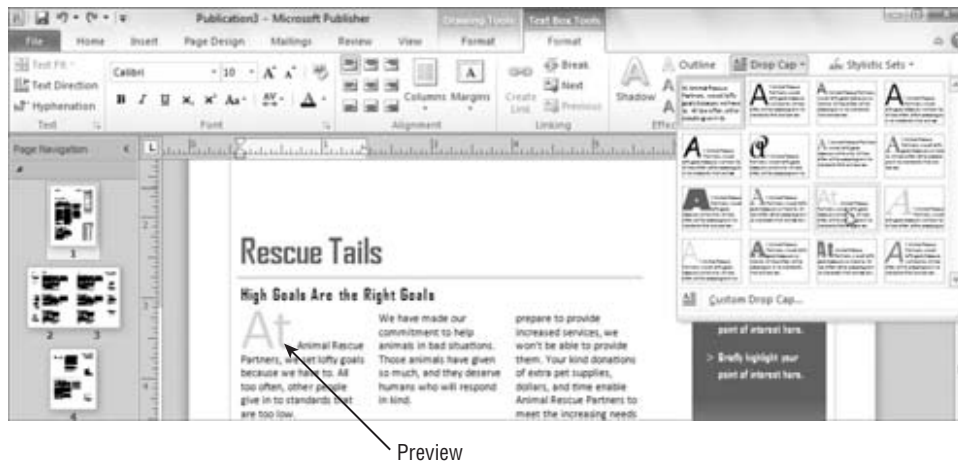 Publication3 - Microsoft Publisher
Drawing Tools
Text Box Tools
File Home Insert Page Design Mailings Review View Format Format
Text Fit
Text Direction
Hyphenation
Text
Calibri 10
B I U
Font
Columns Margins
Alignment
Create Link
Break
Next
Previous
Linking
Shadow
Outline
Drop Cap
Stylistic Sets
Custom Drop Cap...
Page Navigation
1
2 3
4
Rescue Tails
High Goals Are the Right Goals
At Animal Rescue
Partners, we set lofty goals
because we have to. All
too often, other people
give in to standards that
are too low.
We have made our
commitment to help
animals in bad situations.
Those animals have given
so much, and they deserve
humans who will respond
in kind.
prepare to provide
increased services, we
won't be able to provide
them. Your kind donations
of extra pet supplies,
dollars, and time enable
Animal Rescue Partners to
meet the increasing needs
point of interest here.
> Briefly highlight your
point of interest here.
Preview